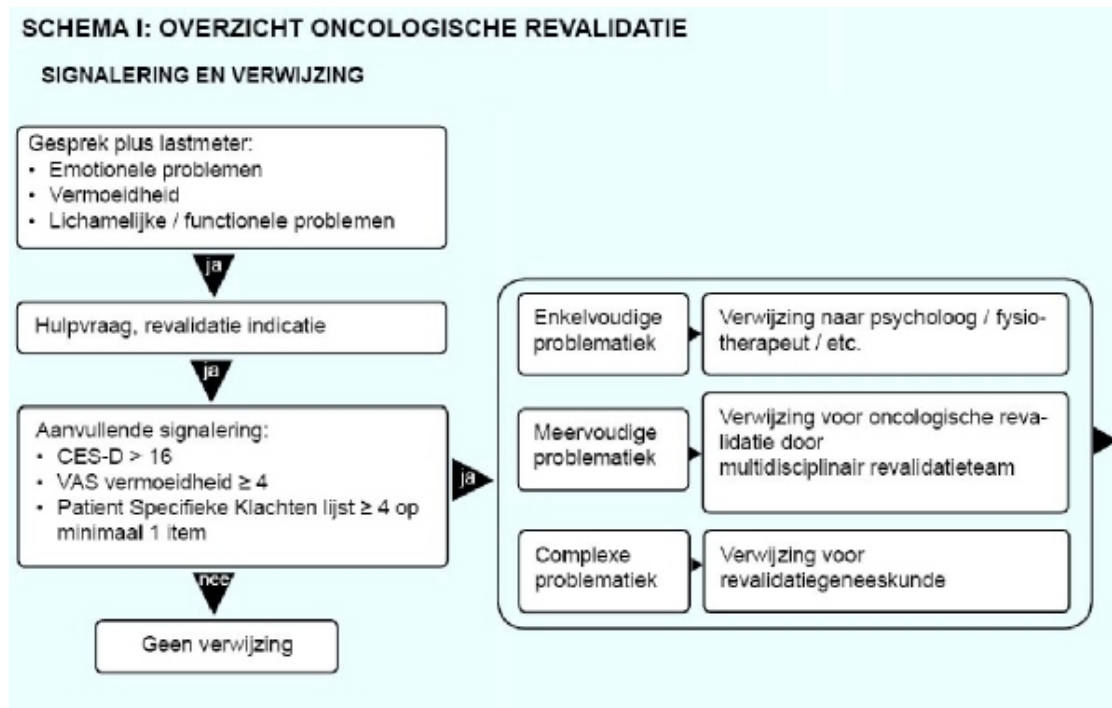 SCHEMA I: OVERZICHT ONCOLOGISCHE REVALIDATIE
SIGNALERING EN VERWIJZING
Gesprek plus lastmeter:
• Emotionele problemen
• Vermoeidheid
• Lichamelijke / functionele problemen
ja
Hulpvraag, revalidatie indicatie
ja
Aanvullende signalering:
• CES-D > 16
• VAS vermoeidheid ≥ 4
• Patient Specifieke Klachten lijst ≥ 4 op
minimaal 1 item
nee
Geen verwijzing
ja
Enkelvoudige
problematiek
Verwijzing naar psycholoog / fysio-
therapeut / etc.
Meervoudige
problematiek
Verwijzing voor oncologische reva-
lidatie door
multidisciplinair revalidatieteam
Complexe
problematiek
Verwijzing voor
revalidatiegeneeskunde